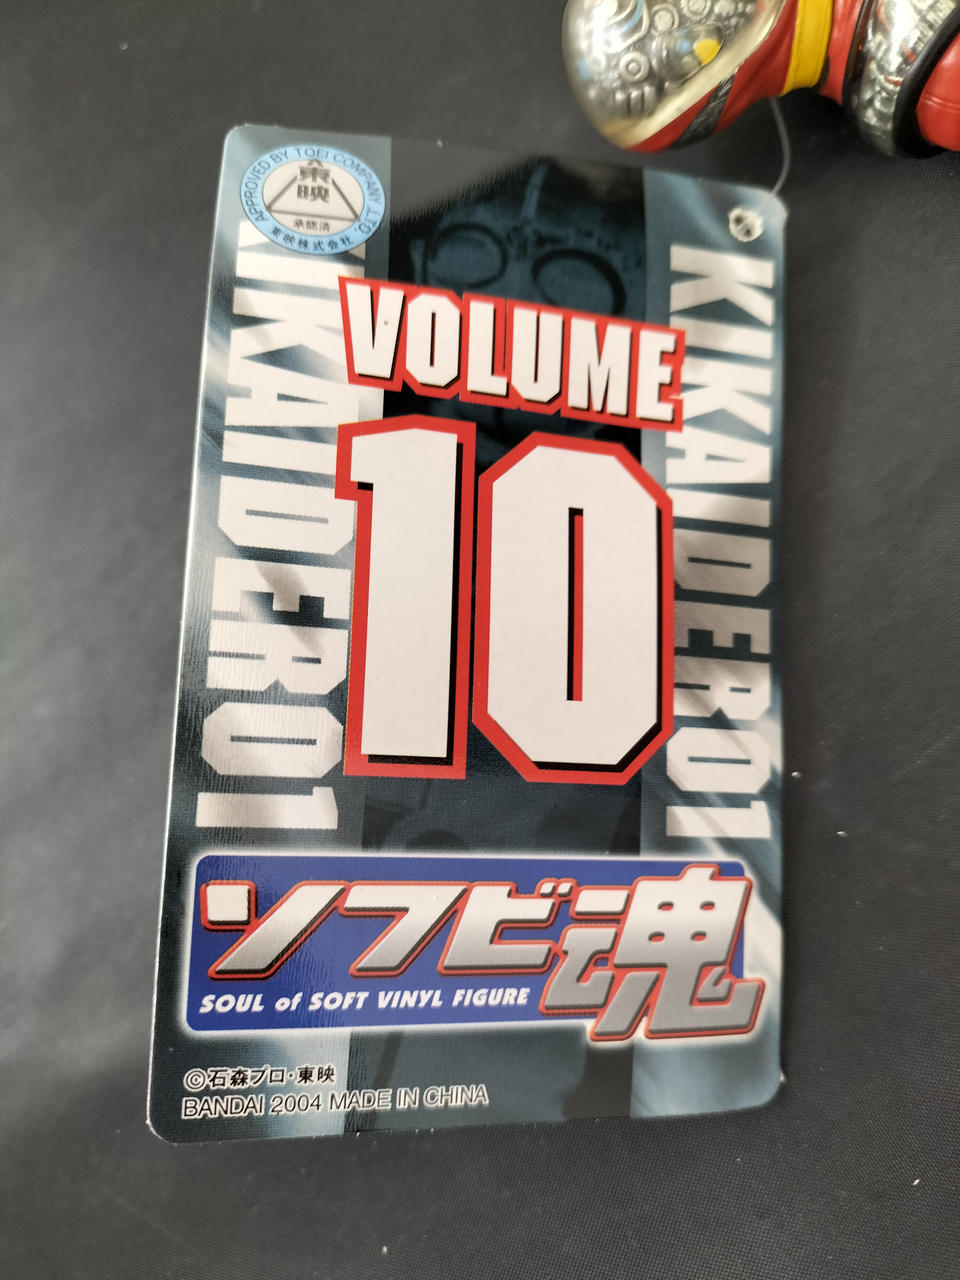 APPROVED BY TOEI COMPANY, LTD.
東映
承認済
東映株式会社
KIKAIDER01
KIKAIDER01
VOLUME
10
ソフビ魂
SOUL of SOFT VINYL FIGURE
©石森プロ・東映
BANDAI 2004 MADE IN CHINA